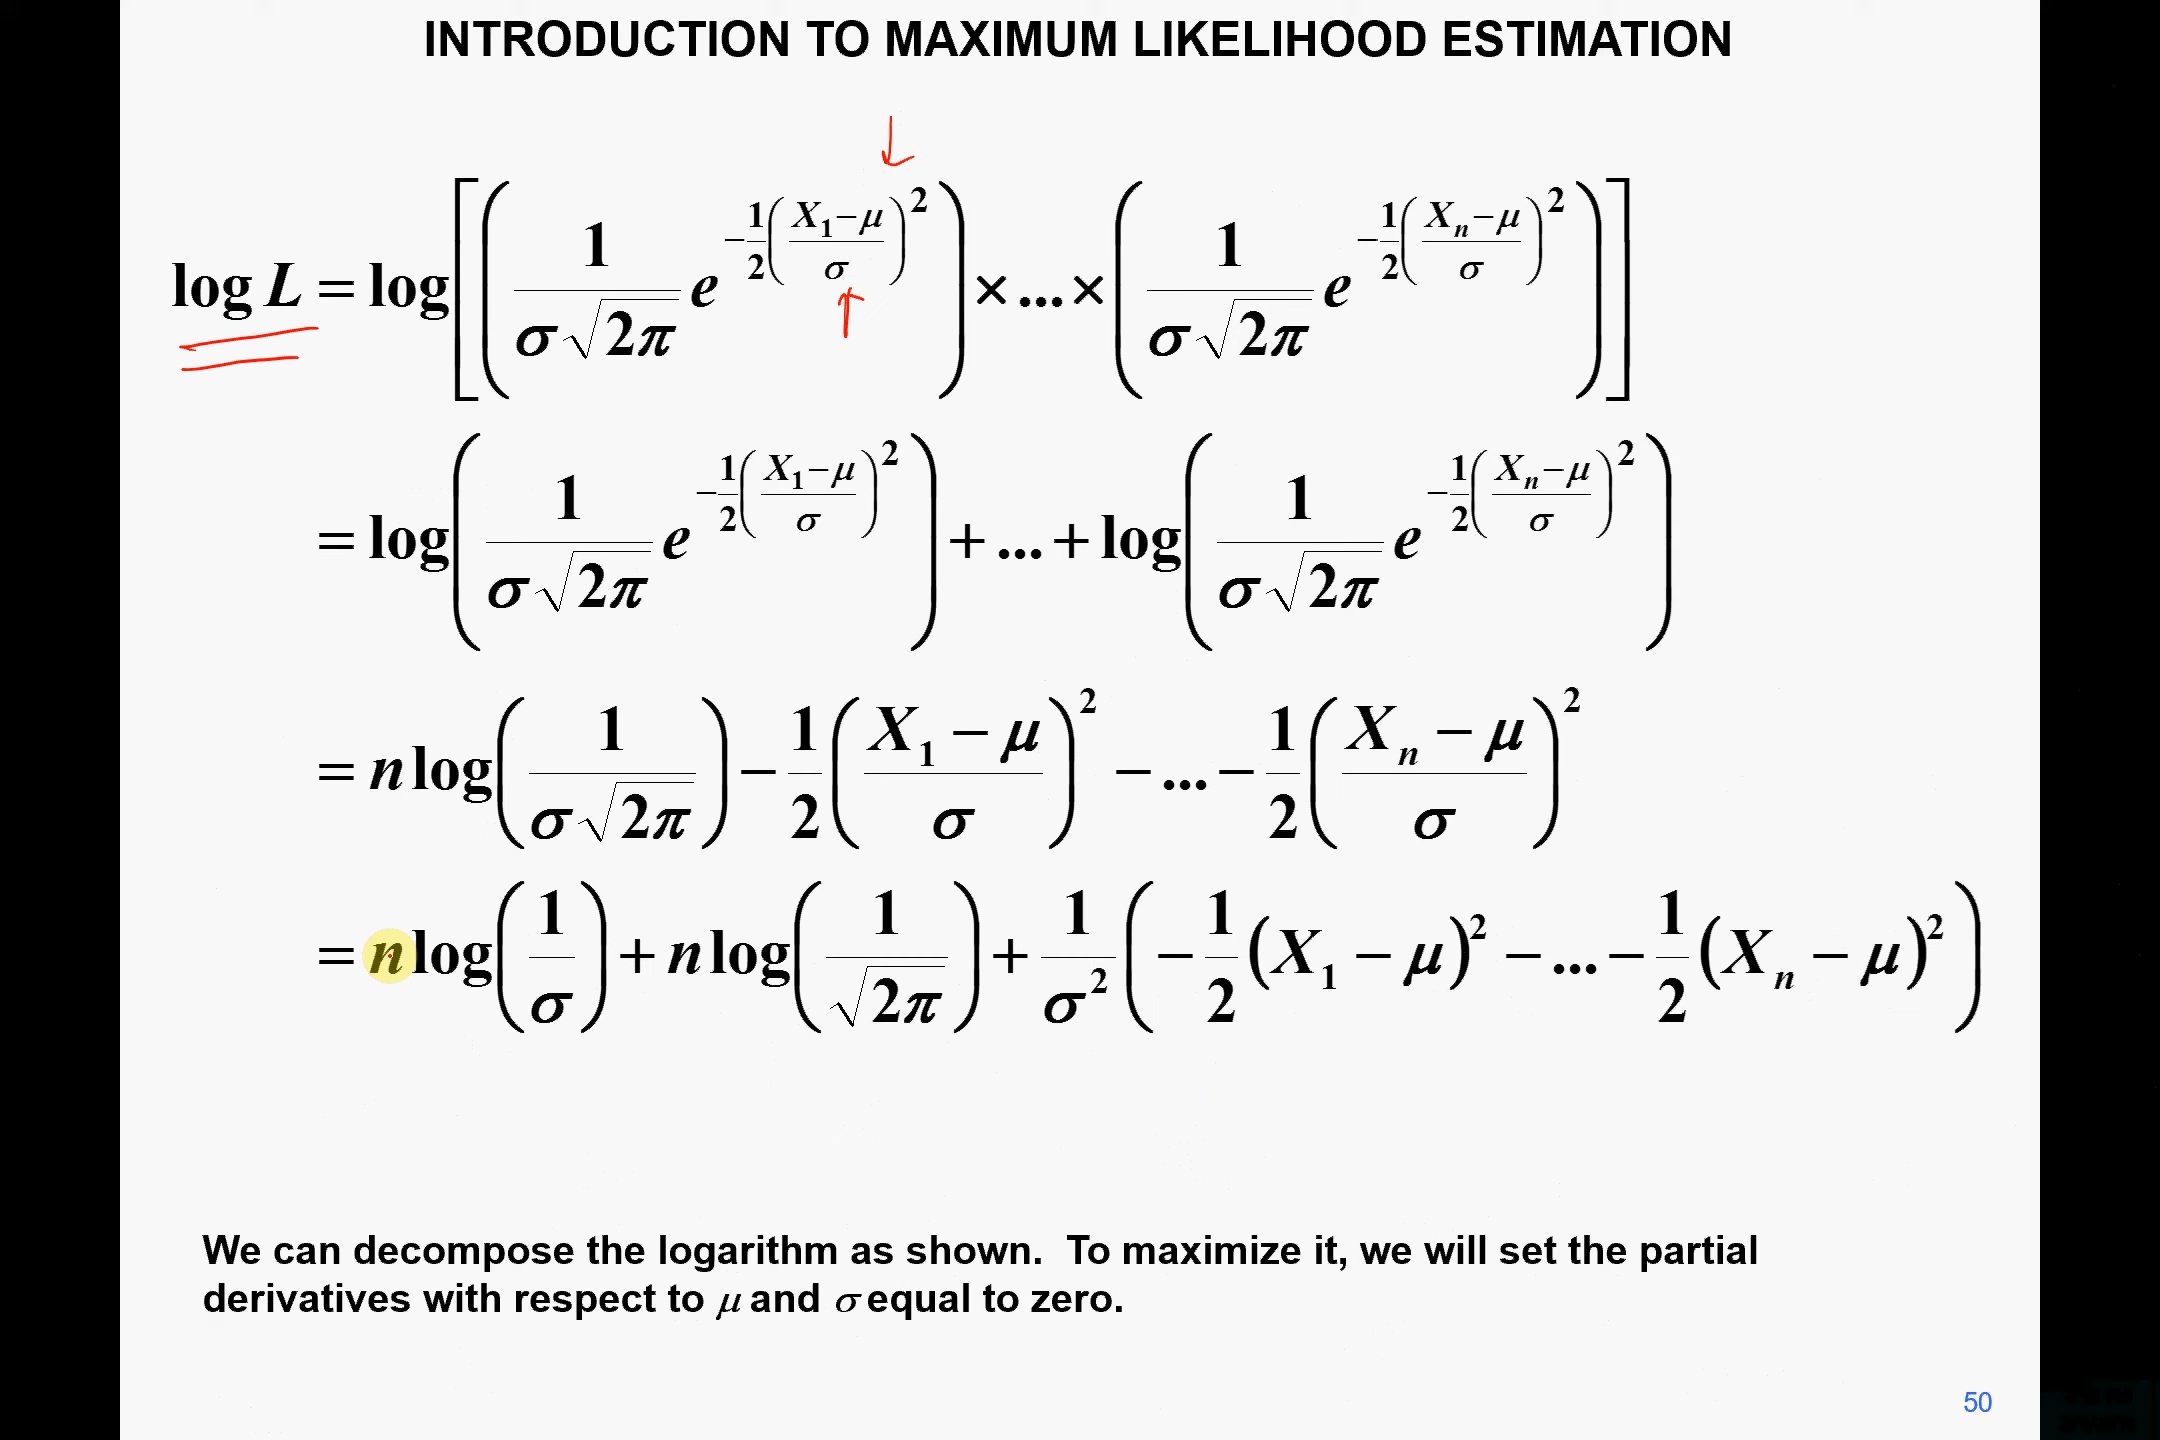 INTRODUCTION TO MAXIMUM LIKELIHOOD ESTIMATION
log L = log[(1/(σ√(2π)) e^(−1/2((X₁−μ)/σ)²)) × ... × (1/(σ√(2π)) e^(−1/2((Xₙ−μ)/σ)²))]
= log(1/(σ√(2π)) e^(−1/2((X₁−μ)/σ)²)) + ... + log(1/(σ√(2π)) e^(−1/2((Xₙ−μ)/σ)²))
= n log(1/(σ√(2π))) − 1/2((X₁−μ)/σ)² − ... − 1/2((Xₙ−μ)/σ)²
= n log(1/σ) + n log(1/√(2π)) + 1/σ²(−1/2(X₁−μ)² − ... − 1/2(Xₙ−μ)²)
We can decompose the logarithm as shown. To maximize it, we will set the partial
derivatives with respect to μ and σ equal to zero.
50